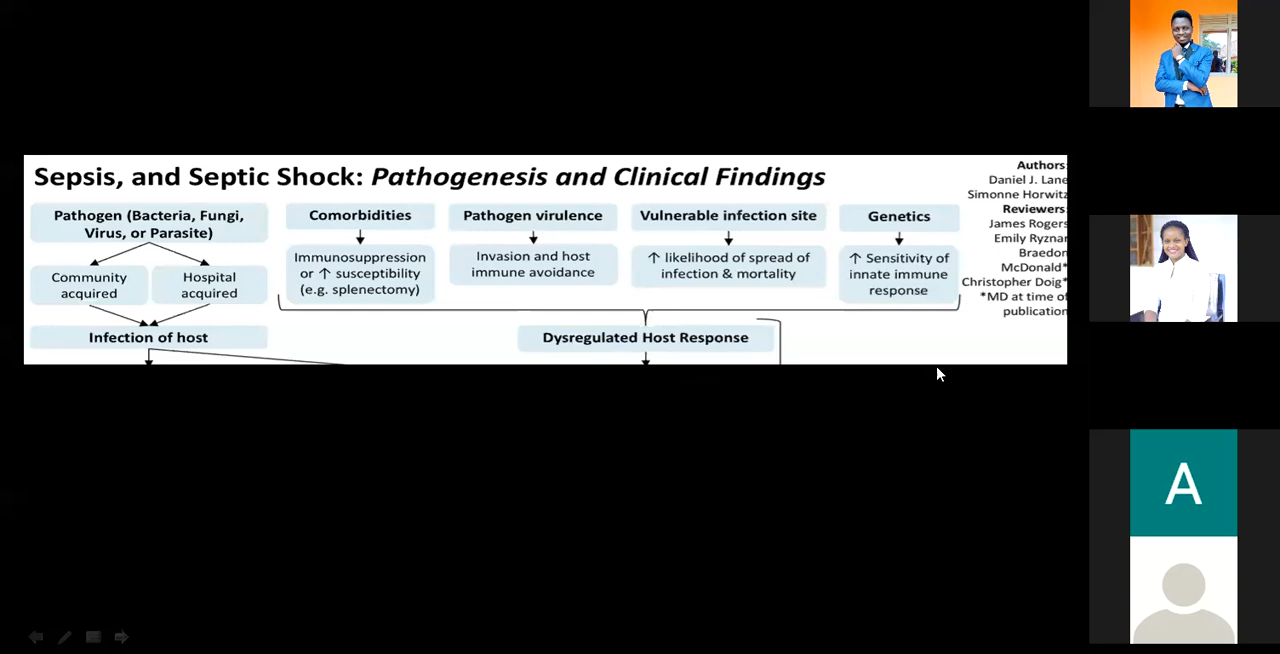 Sepsis, and Septic Shock: Pathogenesis and Clinical Findings
Authors:
Daniel J. Lane
Simonne Horwitz
Reviewers:
James Rogers
Emily Ryznar
Braedon
McDonald*
Christopher Doig*
*MD at time of
publication
Pathogen (Bacteria, Fungi,
Virus, or Parasite)
Community
acquired
Hospital
acquired
Infection of host
Comorbidities
Immunosuppression
or ↑ susceptibility
(e.g. splenectomy)
Pathogen virulence
Invasion and host
immune avoidance
Vulnerable infection site
↑ likelihood of spread of
infection & mortality
Genetics
↑ Sensitivity of
innate immune
response
Dysregulated Host Response
A